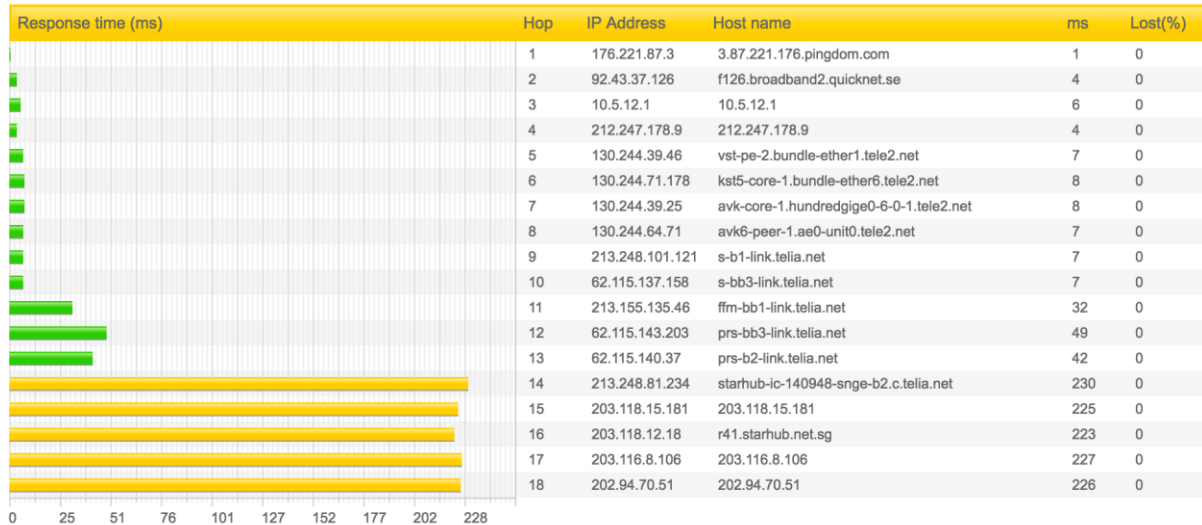 Response time (ms) Hop IP Address Host name ms Lost(%)
1 176.221.87.3 3.87.221.176.pingdom.com 1 0
2 92.43.37.126 f126.broadband2.quicknet.se 4 0
3 10.5.12.1 10.5.12.1 6 0
4 212.247.178.9 212.247.178.9 4 0
5 130.244.39.46 vst-pe-2.bundle-ether1.tele2.net 7 0
6 130.244.71.178 kst5-core-1.bundle-ether6.tele2.net 8 0
7 130.244.39.25 avk-core-1.hundredgige0-6-0-1.tele2.net 8 0
8 130.244.64.71 avk6-peer-1.ae0-unit0.tele2.net 7 0
9 213.248.101.121 s-b1-link.telia.net 7 0
10 62.115.137.158 s-bb3-link.telia.net 7 0
11 213.155.135.46 ffm-bb1-link.telia.net 32 0
12 62.115.143.203 prs-bb3-link.telia.net 49 0
13 62.115.140.37 prs-b2-link.telia.net 42 0
14 213.248.81.234 starhub-ic-140948-snge-b2.c.telia.net 230 0
15 203.118.15.181 203.118.15.181 225 0
16 203.118.12.18 r41.starhub.net.sg 223 0
17 203.116.8.106 203.116.8.106 227 0
18 202.94.70.51 202.94.70.51 226 0
0 25 51 76 101 127 152 177 202 228